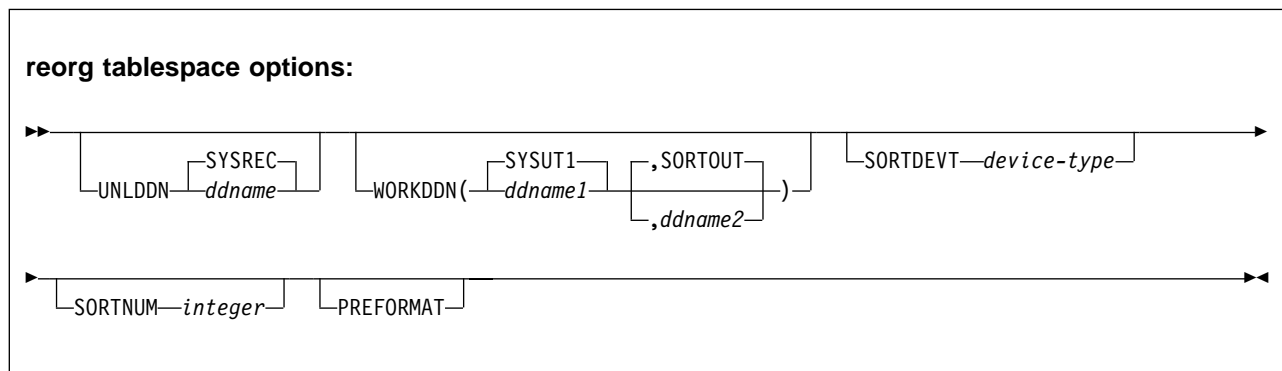 reorg tablespace options:
SYSREC SYSUT1 ,SORTOUT SORTDEVT device-type
UNLDDN ddname WORKDDN( ddname1 )
,ddname2
SORTNUM integer PREFORMAT